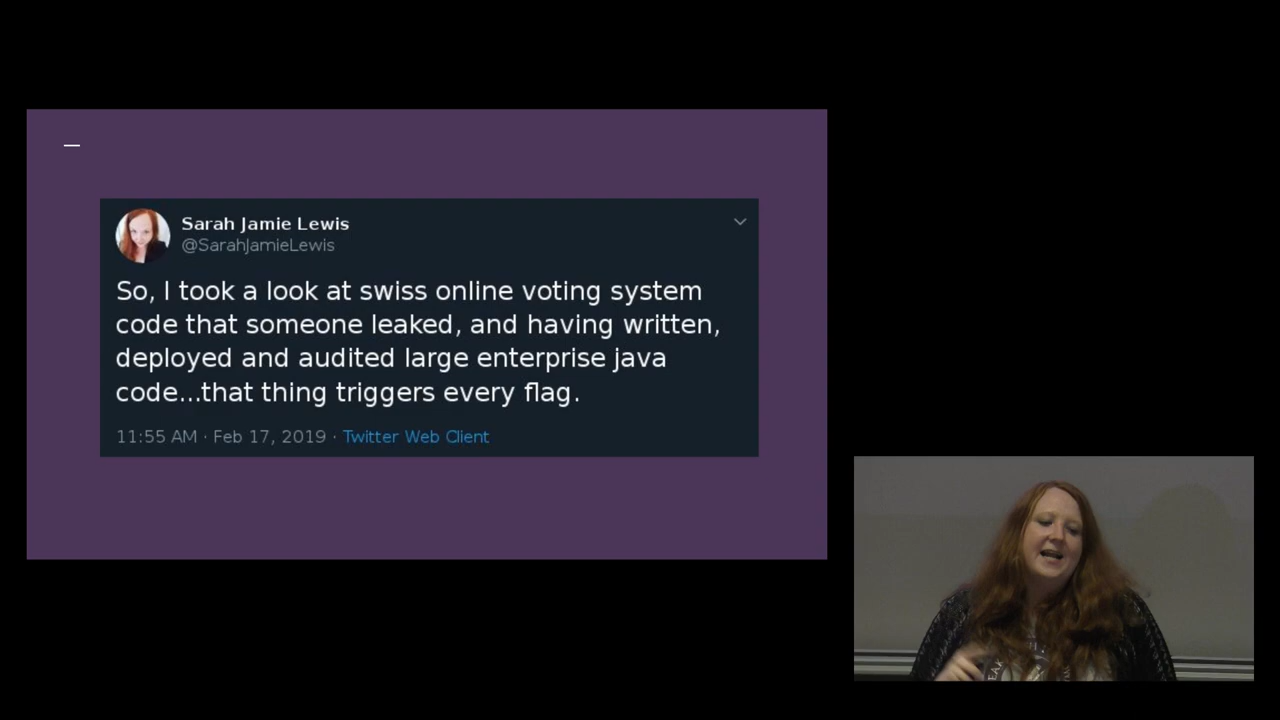 —
Sarah Jamie Lewis
@SarahJamieLewis
So, I took a look at swiss online voting system
code that someone leaked, and having written,
deployed and audited large enterprise java
code...that thing triggers every flag.
11:55 AM · Feb 17, 2019 · Twitter Web Client